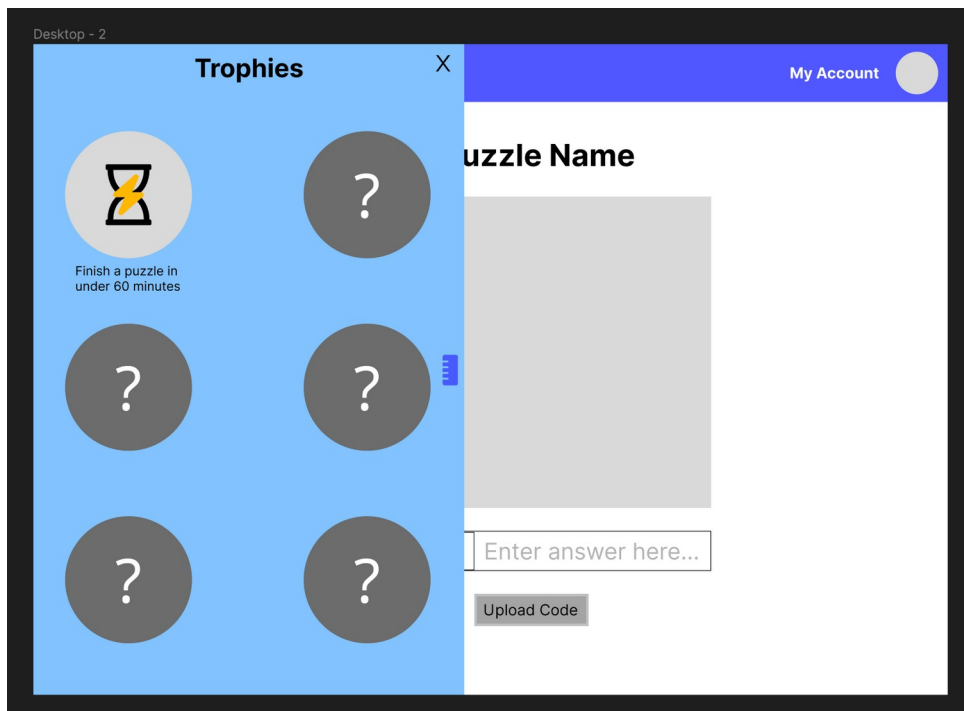 Desktop - 2
Trophies
X
My Account
uzzle Name
?
Finish a puzzle in
under 60 minutes
?
?
Enter answer here...
?
?
Upload Code